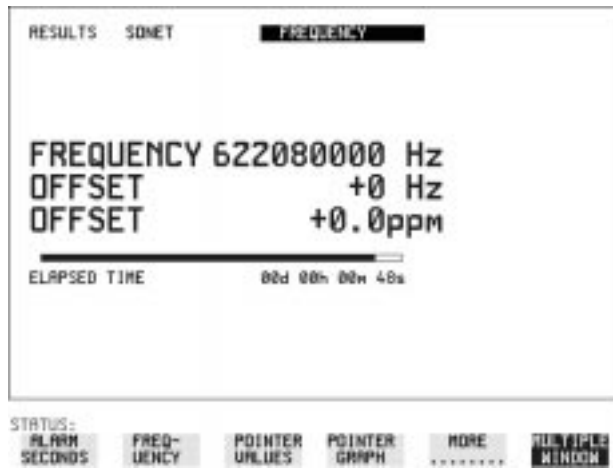 RESULTS SONET FREQUENCY
FREQUENCY 622080000 Hz
OFFSET +0 Hz
OFFSET +0.0ppm
ELAPSED TIME 00d 00h 00m 48s
STATUS:
ALARM SECONDS FREQ- UENCY POINTER VALUES POINTER GRAPH MORE ........ MULTIPLE WINDOW